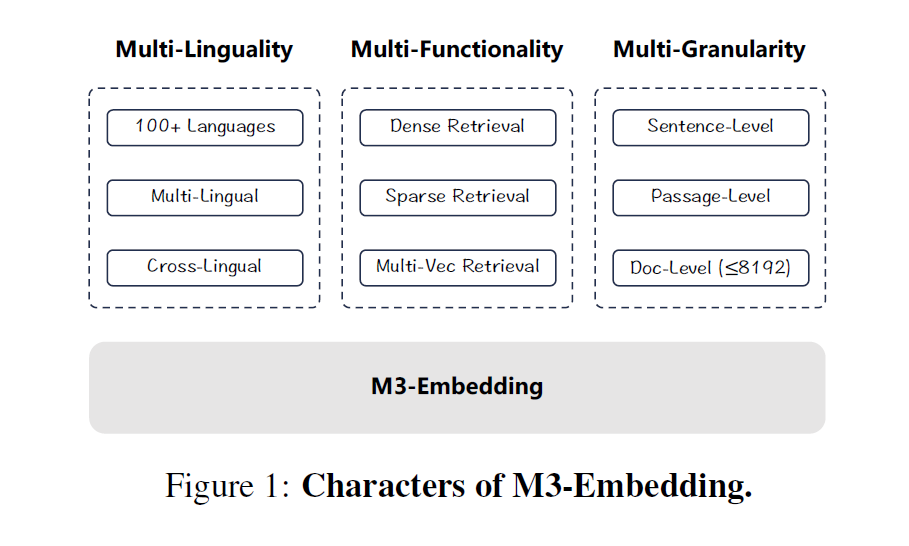 Multi-Linguality
100+ Languages
Multi-Lingual
Cross-Lingual
Multi-Functionality
Dense Retrieval
Sparse Retrieval
Multi-Vec Retrieval
Multi-Granularity
Sentence-Level
Passage-Level
Doc-Level (≤8192)
M3-Embedding
Figure 1: Characters of M3-Embedding.